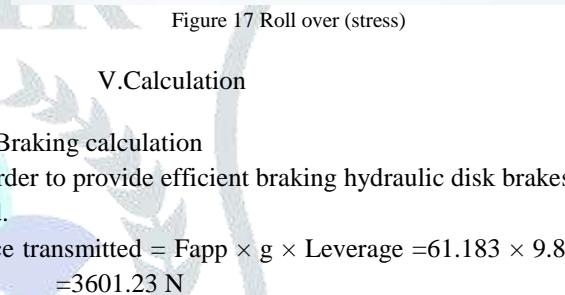 Figure 17 Roll over (stress)
V.Calculation
Braking calculation
rder to provide efficient braking hydraulic disk brakes
ce transmitted = Fapp × g × Leverage =61.183 × 9.8
=3601.23 N